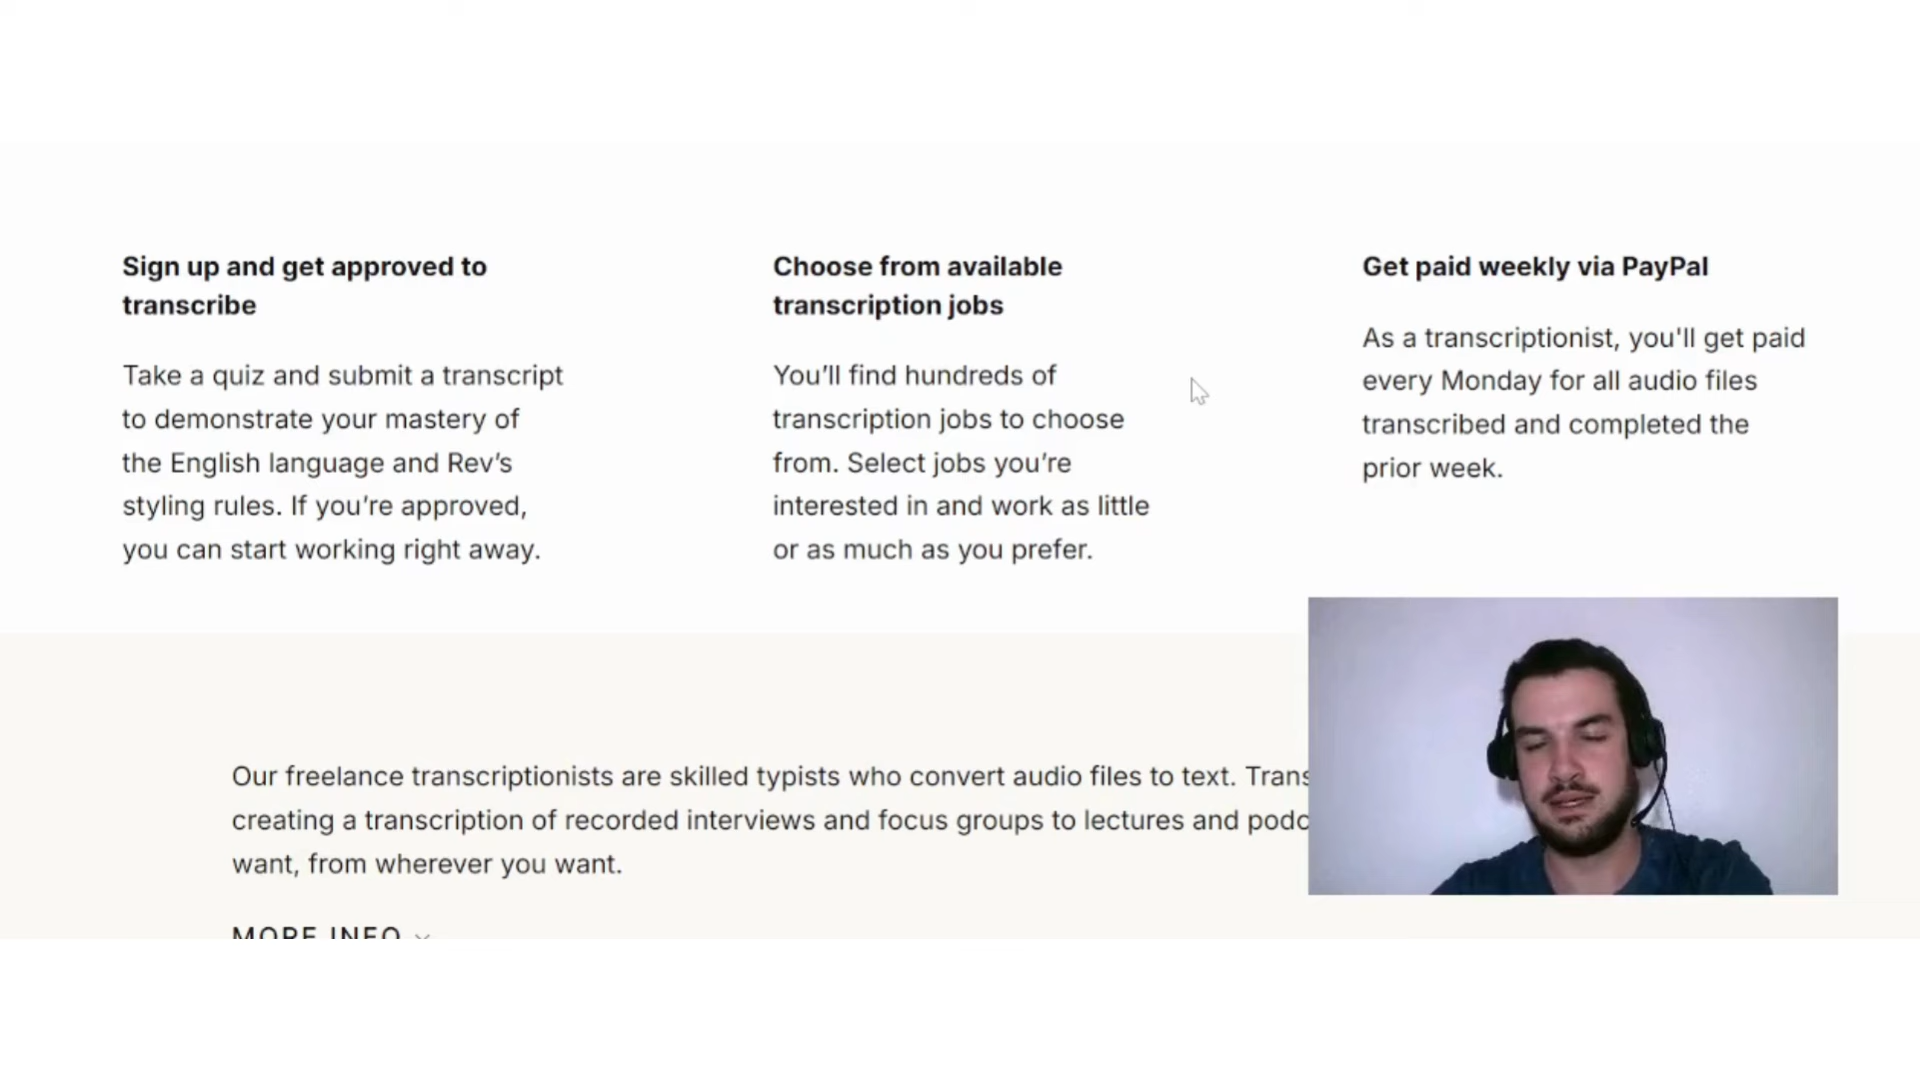 Sign up and get approved to
transcribe
Take a quiz and submit a transcript
to demonstrate your mastery of
the English language and Rev’s
styling rules. If you’re approved,
you can start working right away.
Choose from available
transcription jobs
You’ll find hundreds of
transcription jobs to choose
from. Select jobs you’re
interested in and work as little
or as much as you prefer.
Get paid weekly via PayPal
As a transcriptionist, you'll get paid
every Monday for all audio files
transcribed and completed the
prior week.
Our freelance transcriptionists are skilled typists who convert audio files to text.
creating a transcription of recorded interviews and focus groups to lectures and
want, from wherever you want.
MORE INFO